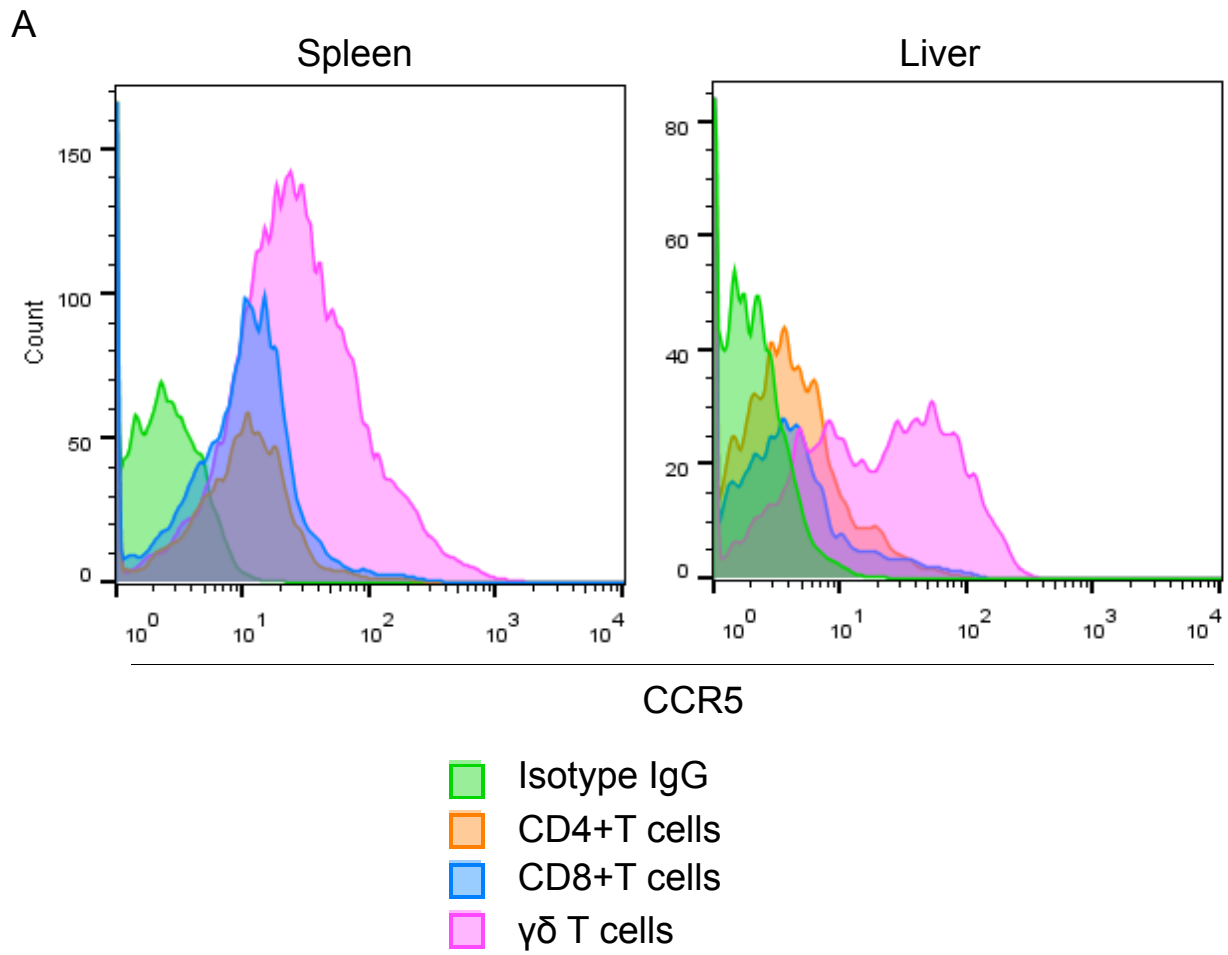 A
Spleen
Liver
Count
150
100
50
0
10^0 10^1 10^2 10^3 10^4
80
60
40
20
0
10^0 10^1 10^2 10^3 10^4
CCR5
Isotype IgG
CD4+T cells
CD8+T cells
γδ T cells